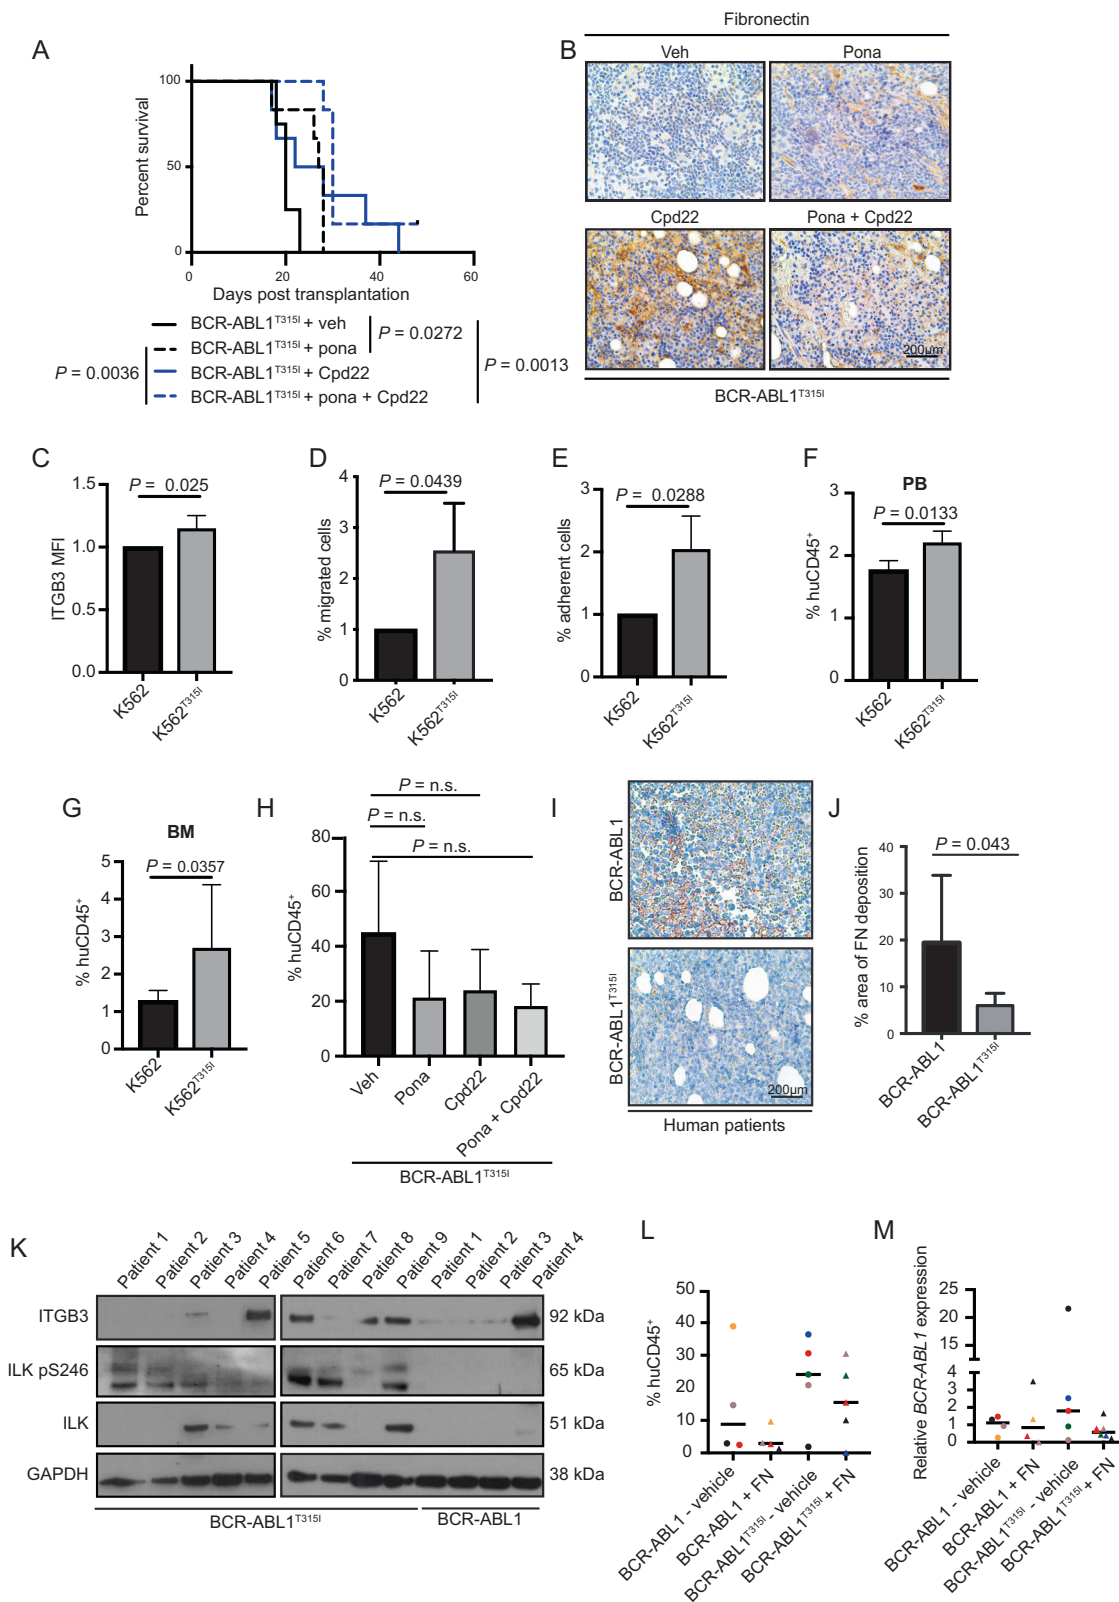 A
Percent survival
100
50
0
0
20
40
60
Days post transplantation
BCR-ABL1T315I + veh
BCR-ABL1T315I + pona
BCR-ABL1T315I + Cpd22
BCR-ABL1T315I + pona + Cpd22
P = 0.0272
P = 0.0036
P = 0.0013
B
Fibronectin
Veh
Pona
Cpd22
Pona + Cpd22
200µm
BCR-ABL1T315I
C
ITGB3 MFI
1.5
1.0
0.5
0.0
P = 0.025
K562
K562T315I
D
% migrated cells
4
3
2
1
0
P = 0.0439
K562
K562T315I
E
% adherent cells
3
2
1
0
P = 0.0288
K562
K562T315I
F
PB
% huCD45+
3
2
1
0
P = 0.0133
K562
K562T315I
G
BM
% huCD45+
5
4
3
2
1
0
P = 0.0357
K562
K562T315I
H
% huCD45+
80
60
40
20
0
P = n.s.
P = n.s.
P = n.s.
Veh
Pona
Cpd22
Pona + Cpd22
BCR-ABL1T315I
I
BCR-ABL1
BCR-ABL1T315I
200µm
Human patients
J
% area of FN deposition
40
30
20
10
0
P = 0.043
BCR-ABL1
BCR-ABL1T315I
K
Patient 1
Patient 2
Patient 3
Patient 4
Patient 5
Patient 6
Patient 7
Patient 8
Patient 9
Patient 1
Patient 2
Patient 3
Patient 4
ITGB3
92 kDa
ILK pS246
65 kDa
ILK
51 kDa
GAPDH
38 kDa
BCR-ABL1T315I
BCR-ABL1
L
% huCD45+
50
40
30
20
10
0
BCR-ABL1 - vehicle
BCR-ABL1 + FN
BCR-ABL1T315I - vehicle
BCR-ABL1T315I + FN
M
Relative BCR-ABL1 expression
25
20
15
4
3
2
1
0
BCR-ABL1 - vehicle
BCR-ABL1 + FN
BCR-ABL1T315I - vehicle
BCR-ABL1T315I + FN